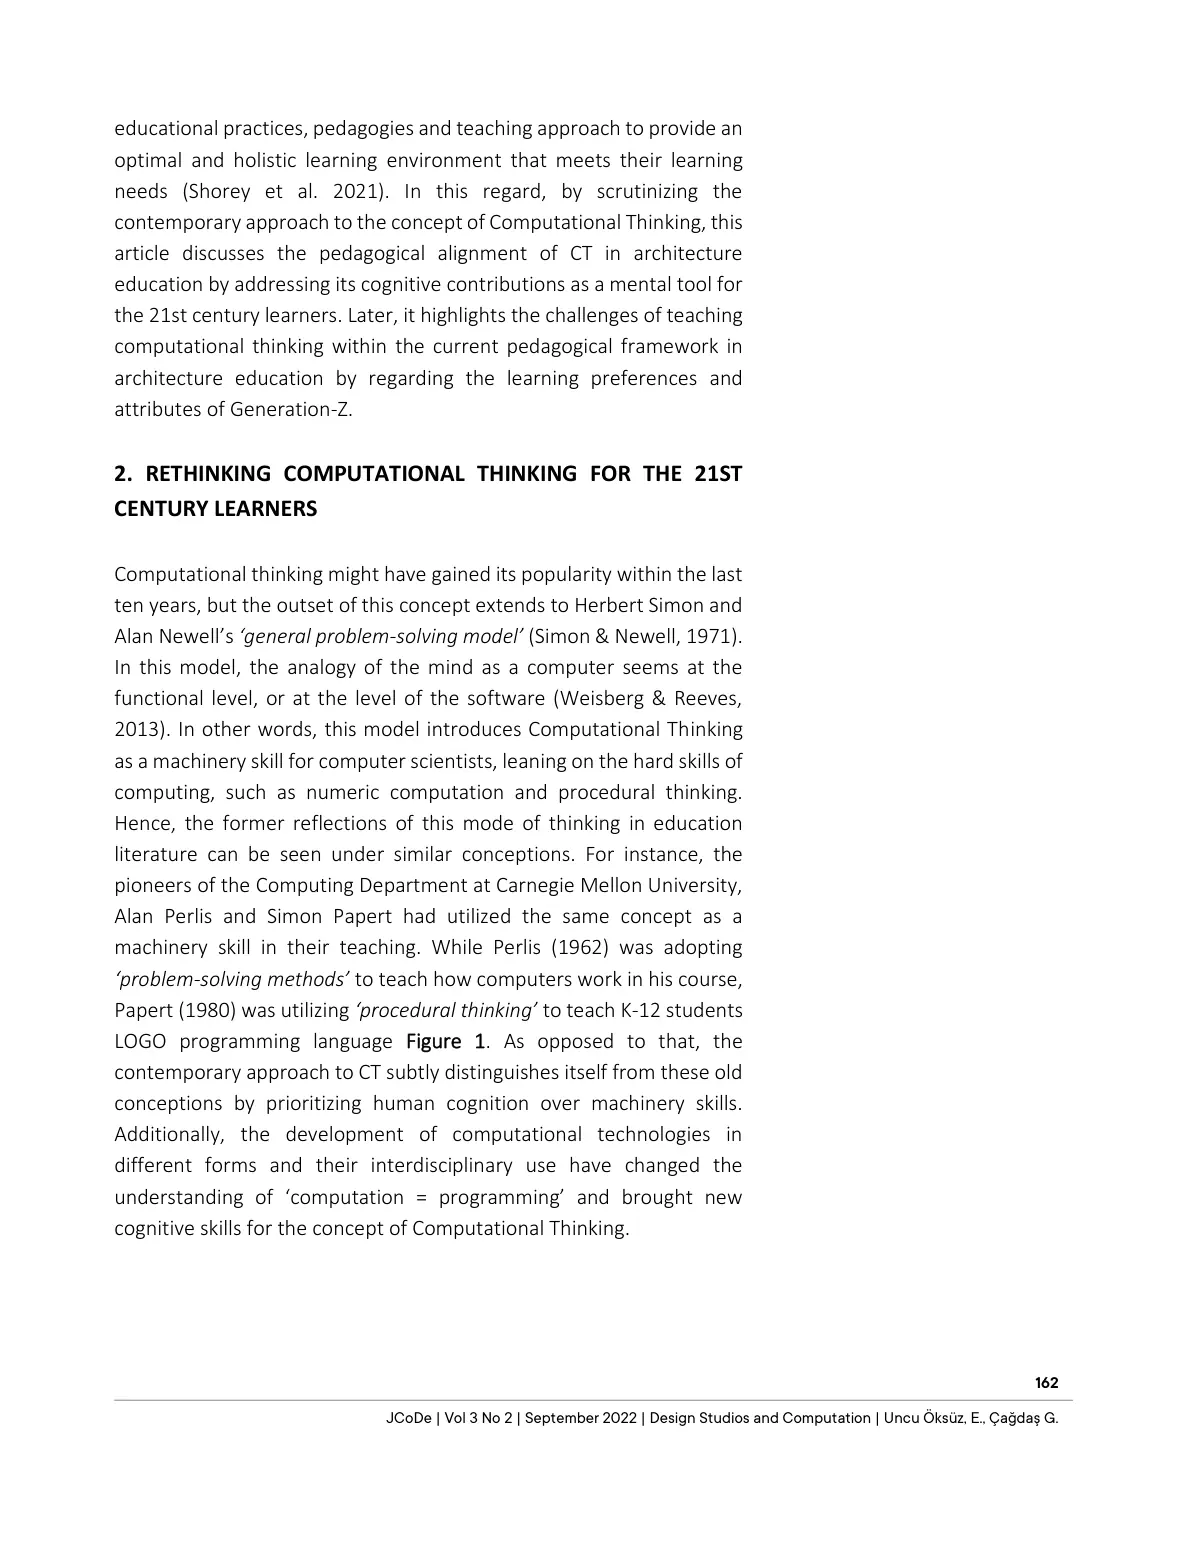 educational practices, pedagogies and teaching approach to provide an
optimal and holistic learning environment that meets their learning
needs (Shorey et al. 2021). In this regard, by scrutinizing the
contemporary approach to the concept of Computational Thinking, this
article discusses the pedagogical alignment of CT in architecture
education by addressing its cognitive contributions as a mental tool for
the 21st century learners. Later, it highlights the challenges of teaching
computational thinking within the current pedagogical framework in
architecture education by regarding the learning preferences and
attributes of Generation-Z.
2. RETHINKING COMPUTATIONAL THINKING FOR THE 21ST
CENTURY LEARNERS
Computational thinking might have gained its popularity within the last
ten years, but the outset of this concept extends to Herbert Simon and
Alan Newell’s ‘general problem-solving model’ (Simon & Newell, 1971).
In this model, the analogy of the mind as a computer seems at the
functional level, or at the level of the software (Weisberg & Reeves,
2013). In other words, this model introduces Computational Thinking
as a machinery skill for computer scientists, leaning on the hard skills of
computing, such as numeric computation and procedural thinking.
Hence, the former reflections of this mode of thinking in education
literature can be seen under similar conceptions. For instance, the
pioneers of the Computing Department at Carnegie Mellon University,
Alan Perlis and Simon Papert had utilized the same concept as a
machinery skill in their teaching. While Perlis (1962) was adopting
‘problem-solving methods’ to teach how computers work in his course,
Papert (1980) was utilizing ‘procedural thinking’ to teach K-12 students
LOGO programming language Figure 1. As opposed to that, the
contemporary approach to CT subtly distinguishes itself from these old
conceptions by prioritizing human cognition over machinery skills.
Additionally, the development of computational technologies in
different forms and their interdisciplinary use have changed the
understanding of ‘computation = programming’ and brought new
cognitive skills for the concept of Computational Thinking.
162
JCoDe | Vol 3 No 2 | September 2022 | Design Studios and Computation | Uncu Öksüz, E., Çağdaş G.